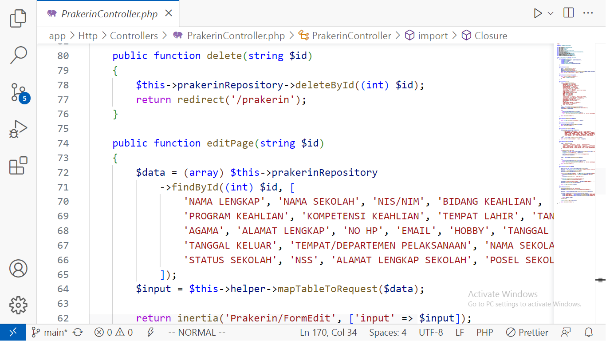 PrakerinController.php
app > Http > Controllers > PrakerinController.php > PrakerinController > import > Closure
80 public function delete(string $id)
79 {
78 $this->prakerinRepository->deleteById((int) $id);
77 return redirect('/prakerin');
76 }
75
74 public function editPage(string $id)
73 {
72 $data = (array) $this->prakerinRepository
71 ->findById((int) $id, [
70 'NAMA LENGKAP', 'NAMA SEKOLAH', 'NIS/NIM', 'BIDANG KEAHLIAN',
69 'PROGRAM KEAHLIAN', 'KOMPETENSI KEAHLIAN', 'TEMPAT LAHIR', 'TAN
68 'AGAMA', 'ALAMAT LENGKAP', 'NO HP', 'EMAIL', 'HOBBY', 'TANGGAL
67 'TANGGAL KELUAR', 'TEMPAT/DEPARTEMEN PELAKSANAAN', 'NAMA SEKOLA
66 'STATUS SEKOLAH', 'NSS', 'ALAMAT LENGKAP SEKOLAH', 'POSEL SEKOL
65 ]);
64 $input = $this->helper->mapTableToRequest($data);
63
62 return inertia('Prakerin/FormEdit', ['input' => $input]);
Activate Windows
Go to PC settings to activate Windows.
5
main* 0 0 -- NORMAL -- Ln 170, Col 34 Spaces: 4 UTF-8 LF PHP Prettier